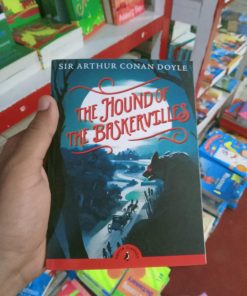 SIR ARTHUR CONAN DOYLE
THE HOUND OF
THE BASKERVILLES